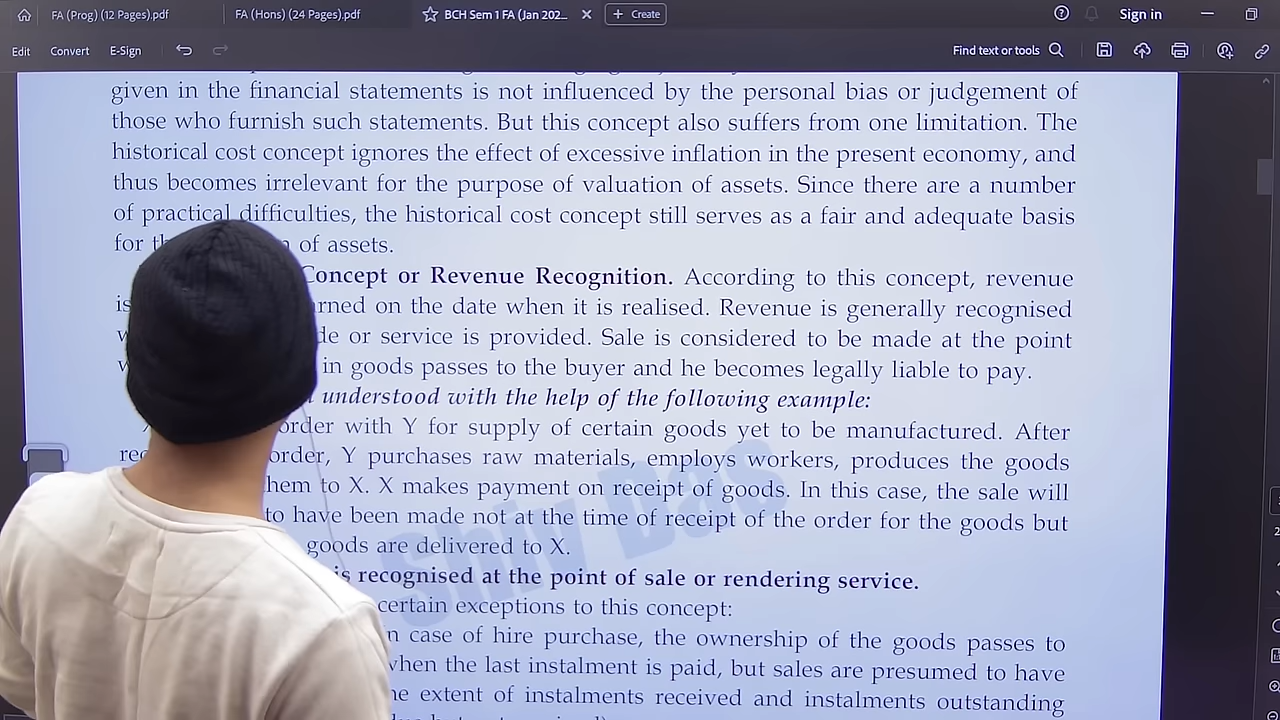 FA (Prog) (12 Pages).pdf
FA (Hons) (24 Pages).pdf
BCH Sem 1 FA (Jan 202...
Create
Sign in
Edit
Convert
E-Sign
Find text or tools
given in the financial statements is not influenced by the personal bias or judgement of
those who furnish such statements. But this concept also suffers from one limitation. The
historical cost concept ignores the effect of excessive inflation in the present economy, and
thus becomes irrelevant for the purpose of valuation of assets. Since there are a number
of practical difficulties, the historical cost concept still serves as a fair and adequate basis
for of assets.
Concept or Revenue Recognition. According to this concept, revenue
is on the date when it is realised. Revenue is generally recognised
or service is provided. Sale is considered to be made at the point
in goods passes to the buyer and he becomes legally liable to pay.
understood with the help of the following example:
order with Y for supply of certain goods yet to be manufactured. After
order, Y purchases raw materials, employs workers, produces the goods
to X. X makes payment on receipt of goods. In this case, the sale will
to have been made not at the time of receipt of the order for the goods but
goods are delivered to X.
is recognised at the point of sale or rendering service.
certain exceptions to this concept:
in case of hire purchase, the ownership of the goods passes to
when the last instalment is paid, but sales are presumed to have
extent of instalments received and instalments outstanding
Shiv Das